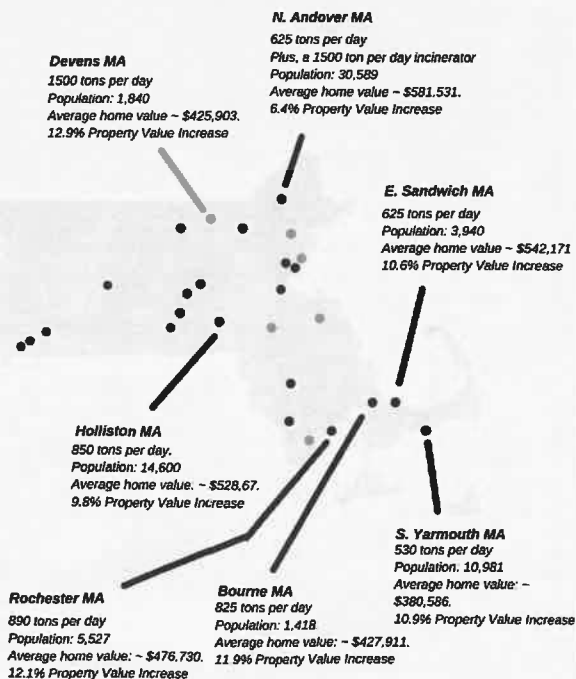 N. Andover MA
625 tons per day
Plus, a 1500 ton per day incinerator
Population: 30,589
Average home value ~ $581,531.
6.4% Property Value Increase
Devens MA
1500 tons per day
Population: 1,840
Average home value ~ $425,903.
12.9% Property Value Increase
E. Sandwich MA
625 tons per day
Population: 3,940
Average home value ~ $542,171
10.6% Property Value Increase
Holliston MA
850 tons per day.
Population: 14,600
Average home value: ~ $528,67.
9.8% Property Value Increase
S. Yarmouth MA
530 tons per day
Population: 10,981
Average home value: ~
$380,586.
10.9% Property Value Increase
Rochester MA
890 tons per day
Population: 5,527
Average home value: ~ $476,730.
12.1% Property Value Increase
Bourne MA
825 tons per day
Population: 1,418
Average home value: ~ $427,911.
11.9% Property Value Increase